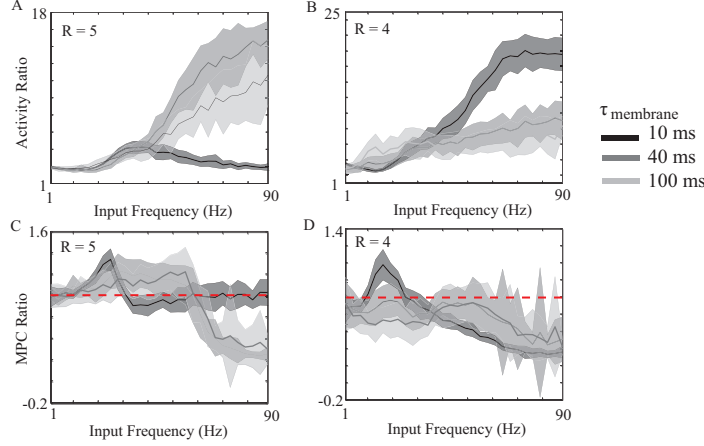 A
18
R = 5
Activity Ratio
1
1
90
Input Frequency (Hz)
B
25
R = 4
1
1
90
Input Frequency (Hz)
τ membrane
10 ms
40 ms
100 ms
C
1.6
R = 5
MPC Ratio
-0.2
1
90
Input Frequency (Hz)
D
1.4
R = 4
-0.2
1
90
Input Frequency (Hz)